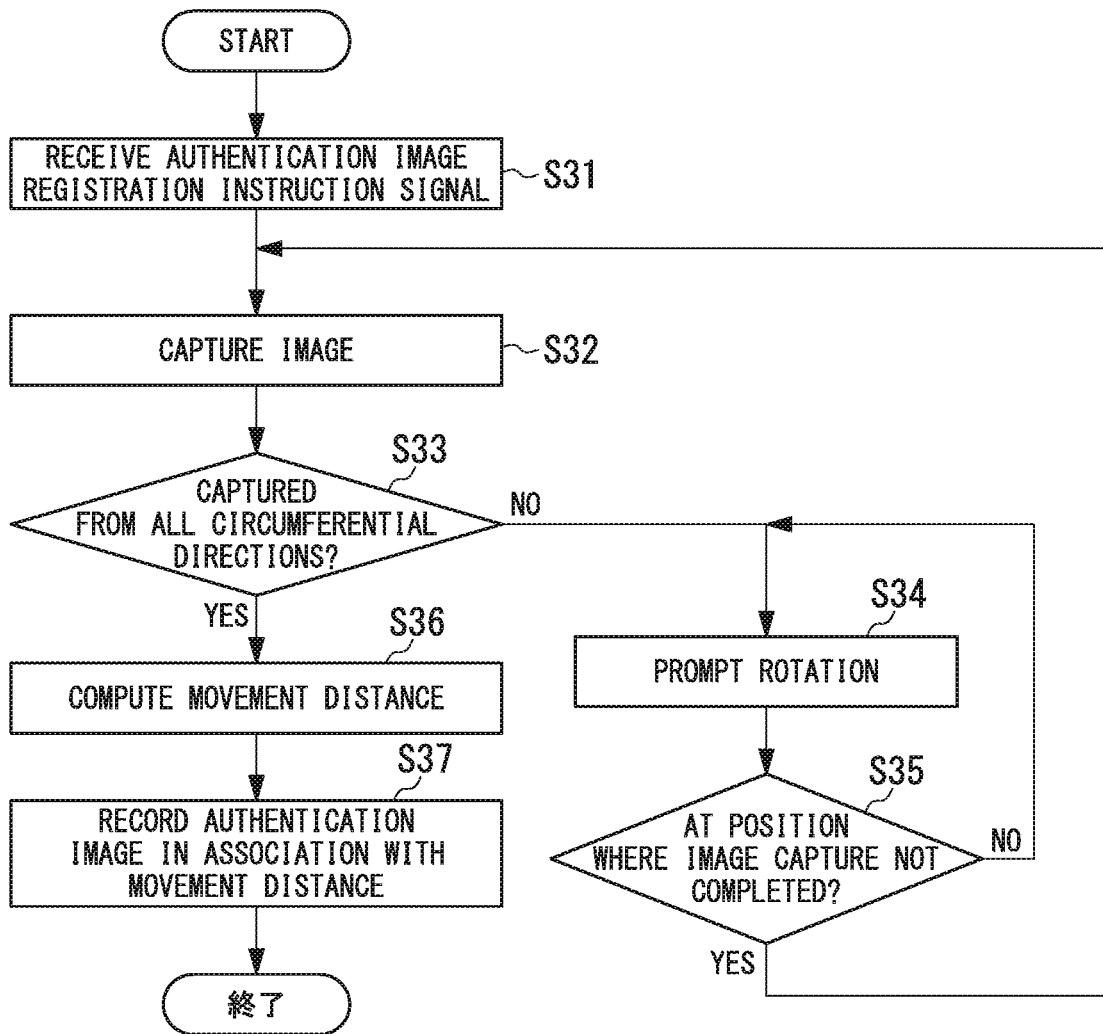 START
RECEIVE AUTHENTICATION IMAGE
REGISTRATION INSTRUCTION SIGNAL
S31
CAPTURE IMAGE
S32
S33
CAPTURED
FROM ALL CIRCUMFERENTIAL
DIRECTIONS?
NO
YES
S34
PROMPT ROTATION
S35
AT POSITION
WHERE IMAGE CAPTURE NOT
COMPLETED?
NO
YES
S36
COMPUTE MOVEMENT DISTANCE
S37
RECORD AUTHENTICATION
IMAGE IN ASSOCIATION WITH
MOVEMENT DISTANCE
終了